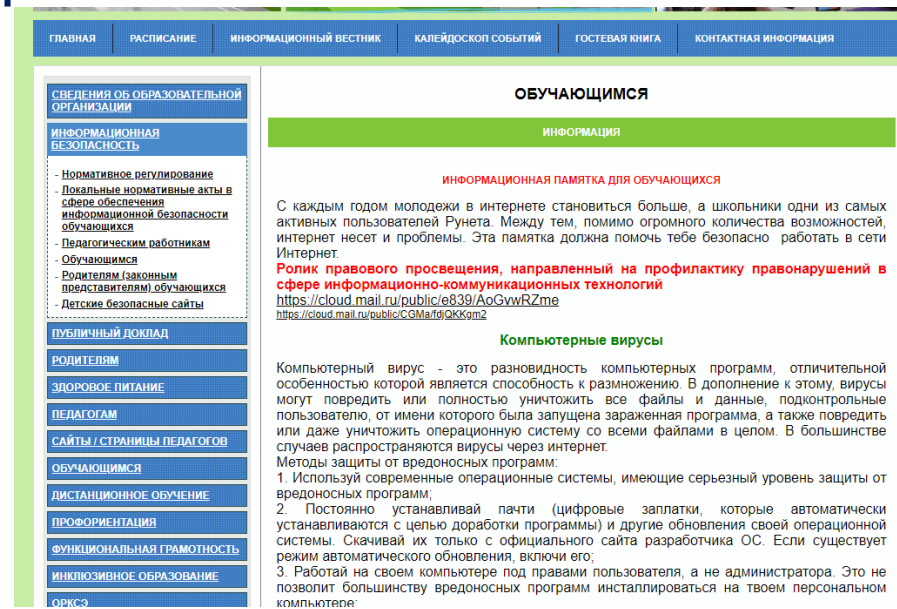 ГЛАВНАЯ РАСПИСАНИЕ ИНФОРМАЦИОННЫЙ ВЕСТНИК КАЛЕЙДОСКОП СОБЫТИЙ ГОСТЕВАЯ КНИГА КОНТАКТНАЯ ИНФОРМАЦИЯ
СВЕДЕНИЯ ОБ ОБРАЗОВАТЕЛЬНОЙ
ОРГАНИЗАЦИИ
ИНФОРМАЦИОННАЯ
БЕЗОПАСНОСТЬ
- Нормативное регулирование
- Локальные нормативные акты в
сфере обеспечения
информационной безопасности
обучающихся
- Педагогическим работникам
- Обучающимся
- Родителям (законным
представителям) обучающихся
- Детские безопасные сайты
ПУБЛИЧНЫЙ ДОКЛАД
РОДИТЕЛЯМ
ЗДОРОВОЕ ПИТАНИЕ
ПЕДАГОГАМ
САЙТЫ / СТРАНИЦЫ ПЕДАГОГОВ
ОБУЧАЮЩИМСЯ
ДИСТАНЦИОННОЕ ОБУЧЕНИЕ
ПРОФОРИЕНТАЦИЯ
ФУНКЦИОНАЛЬНАЯ ГРАМОТНОСТЬ
ИНКЛЮЗИВНОЕ ОБРАЗОВАНИЕ
ОРКСЭ
ОБУЧАЮЩИМСЯ
ИНФОРМАЦИЯ
ИНФОРМАЦИОННАЯ ПАМЯТКА ДЛЯ ОБУЧАЮЩИХСЯ
С каждым годом молодежи в интернете становиться больше, а школьники одни из самых
активных пользователей Рунета. Между тем, помимо огромного количества возможностей,
интернет несет и проблемы. Эта памятка должна помочь тебе безопасно работать в сети
Интернет.
Ролик правового просвещения, направленный на профилактику правонарушений в
сфере информационно-коммуникационных технологий
https://cloud.mail.ru/public/e839/AoGvwRZme
https://cloud.mail.ru/public/CGMa/fdjQKKgm2
Компьютерные вирусы
Компьютерный вирус - это разновидность компьютерных программ, отличительной
особенностью которой является способность к размножению. В дополнение к этому, вирусы
могут повредить или полностью уничтожить все файлы и данные, подконтрольные
пользователю, от имени которого была запущена зараженная программа, а также повредить
или даже уничтожить операционную систему со всеми файлами в целом. В большинстве
случаев распространяются вирусы через интернет.
Методы защиты от вредоносных программ:
1. Используй современные операционные системы, имеющие серьезный уровень защиты от
вредоносных программ;
2. Постоянно устанавливай пачти (цифровые заплатки, которые автоматически
устанавливаются с целью доработки программы) и другие обновления своей операционной
системы. Скачивай их только с официального сайта разработчика ОС. Если существует
режим автоматического обновления, включи его;
3. Работай на своем компьютере под правами пользователя, а не администратора. Это не
позволит большинству вредоносных программ инсталлироваться на твоем персональном
компьютере;